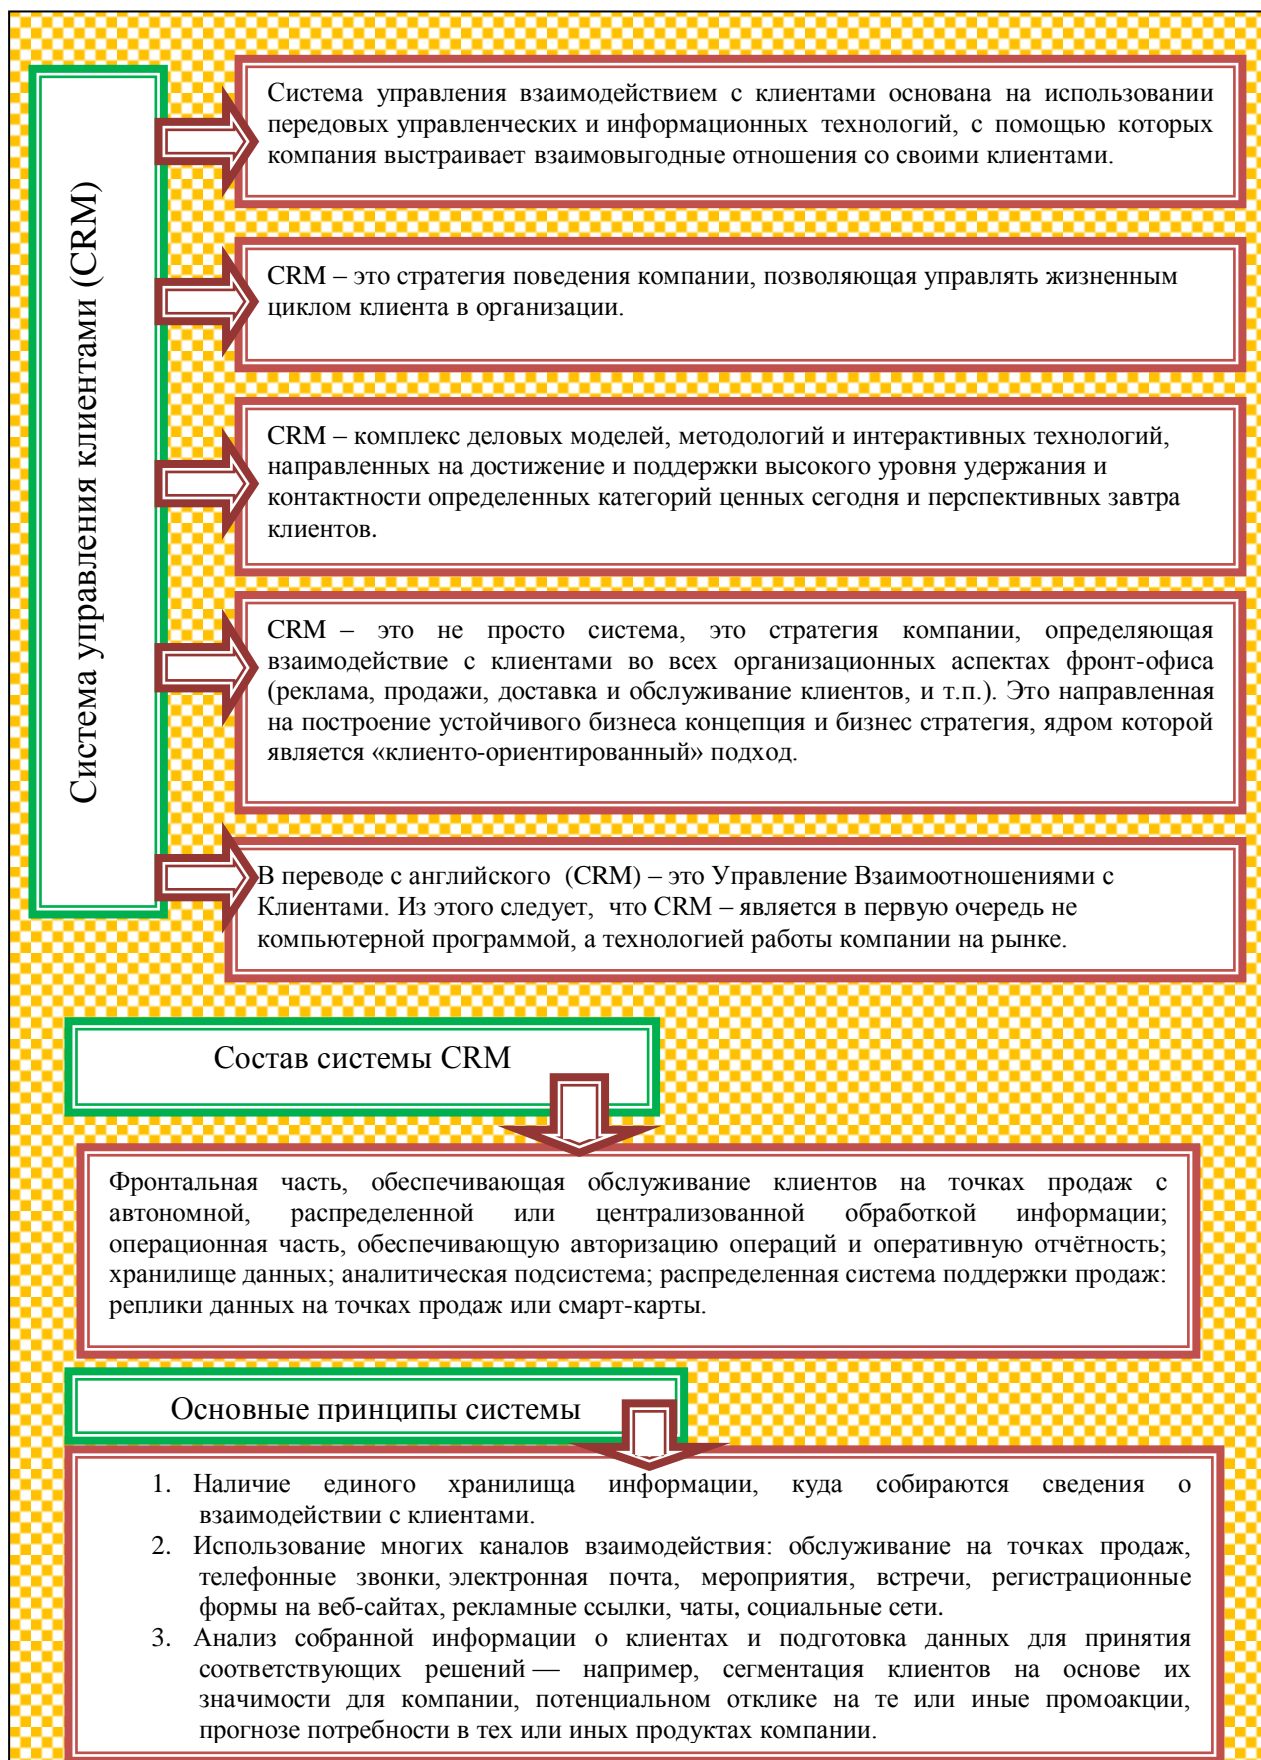 Система управления клиентами (CRM)
Система управления взаимодействием с клиентами основана на использовании
передовых управленческих и информационных технологий, с помощью которых
компания выстраивает взаимовыгодные отношения со своими клиентами.
CRM – это стратегия поведения компании, позволяющая управлять жизненным
циклом клиента в организации.
CRM – комплекс деловых моделей, методологий и интерактивных технологий,
направленных на достижение и поддержки высокого уровня удержания и
контактности определенных категорий ценных сегодня и перспективных завтра
клиентов.
CRM – это не просто система, это стратегия компании, определяющая
взаимодействие с клиентами во всех организационных аспектах фронт-офиса
(реклама, продажи, доставка и обслуживание клиентов, и т.п.). Это направленная
на построение устойчивого бизнеса концепция и бизнес стратегия, ядром которой
является «клиенто-ориентированный» подход.
В переводе с английского (CRM) – это Управление Взаимоотношениями с
Клиентами. Из этого следует, что CRM – является в первую очередь не
компьютерной программой, а технологией работы компании на рынке.
Состав системы CRM
Фронтальная часть, обеспечивающая обслуживание клиентов на точках продаж с
автономной, распределенной или централизованной обработкой информации;
операционная часть, обеспечивающую авторизацию операций и оперативную отчётность;
хранилище данных; аналитическая подсистема; распределенная система поддержки продаж:
реплики данных на точках продаж или смарт-карты.
Основные принципы системы
1. Наличие единого хранилища информации, куда собираются сведения о
взаимодействии с клиентами.
2. Использование многих каналов взаимодействия: обслуживание на точках продаж,
телефонные звонки, электронная почта, мероприятия, встречи, регистрационные
формы на веб-сайтах, рекламные ссылки, чаты, социальные сети.
3. Анализ собранной информации о клиентах и подготовка данных для принятия
соответствующих решений — например, сегментация клиентов на основе их
значимости для компании, потенциальном отклике на те или иные промоакции,
прогнозе потребности в тех или иных продуктах компании.